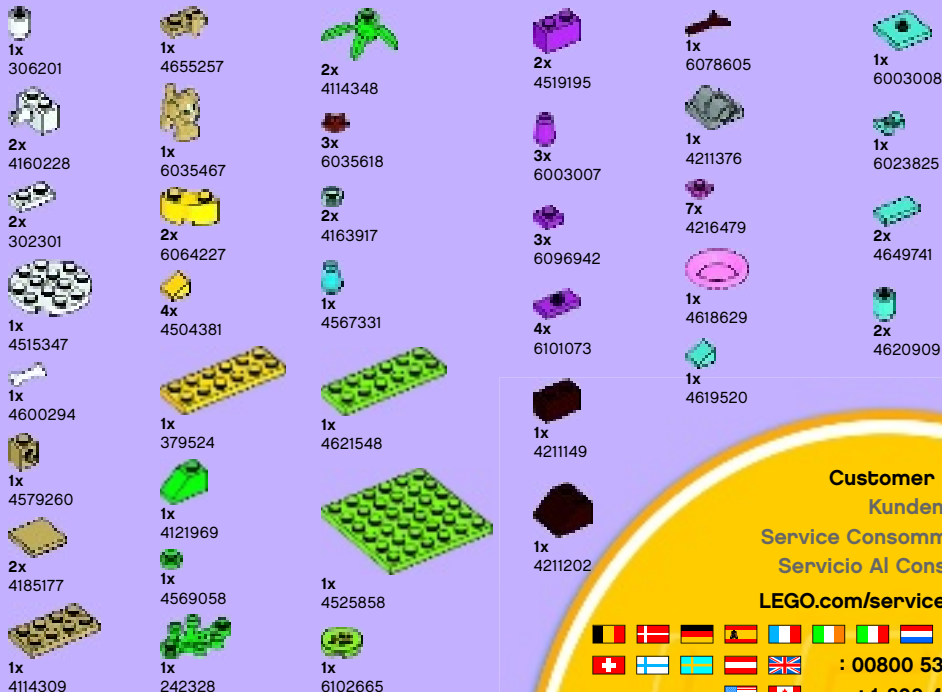 1x
306201
2x
4160228
2x
302301
1x
4515347
1x
4600294
1x
4579260
2x
4185177
1x
4114309
1x
4655257
1x
6035467
2x
6064227
4x
4504381
1x
379524
1x
4121969
1x
4569058
1x
242328
2x
4114348
3x
6035618
2x
4163917
1x
4567331
1x
4621548
1x
4525858
1x
6102665
2x
4519195
3x
6003007
3x
6096942
4x
6101073
1x
4211149
1x
4211202
1x
6078605
1x
4211376
7x
4216479
1x
4618629
1x
4619520
1x
6003008
1x
6023825
2x
4649741
2x
4620909
Customer
Kunden
Service Consomm
Servicio Al Cons
LEGO.com/service
: 00800 53